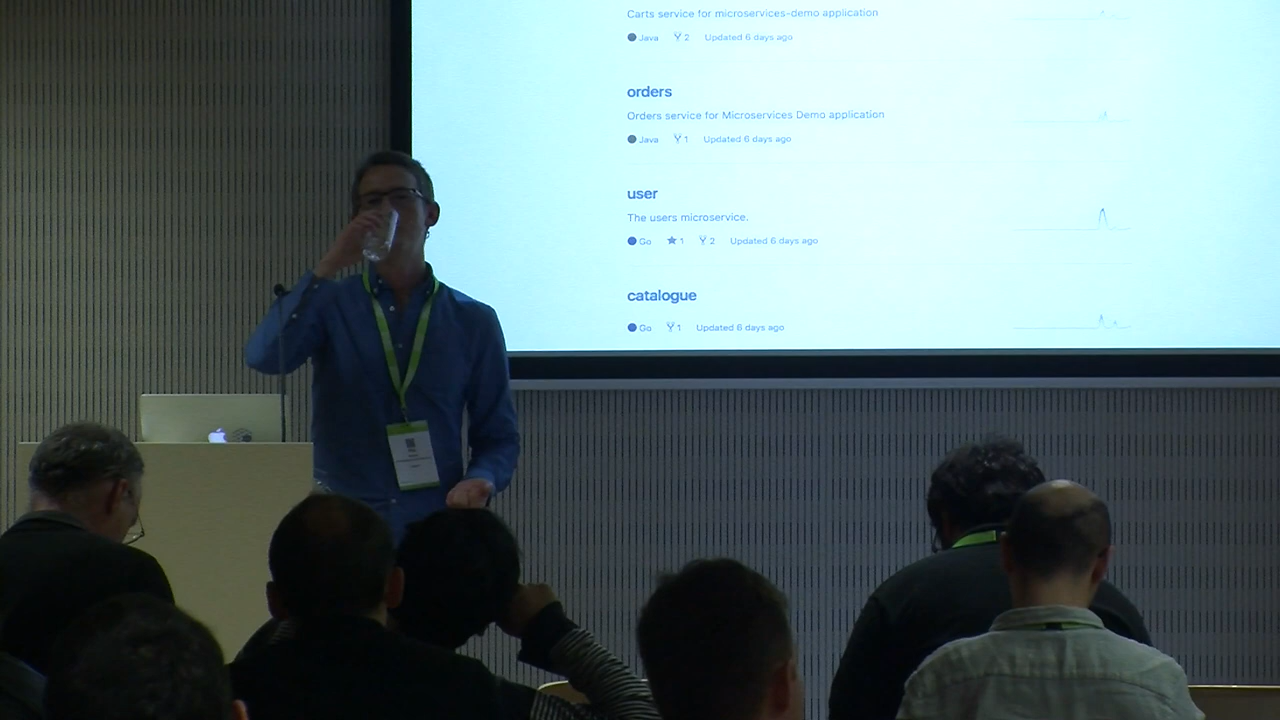 Carts service for microservices-demo application
Java 2 Updated 6 days ago
orders
Orders service for Microservices Demo application
Java 1 Updated 6 days ago
user
The users microservice.
Go 1 2 Updated 6 days ago
catalogue
Go 1 Updated 6 days ago